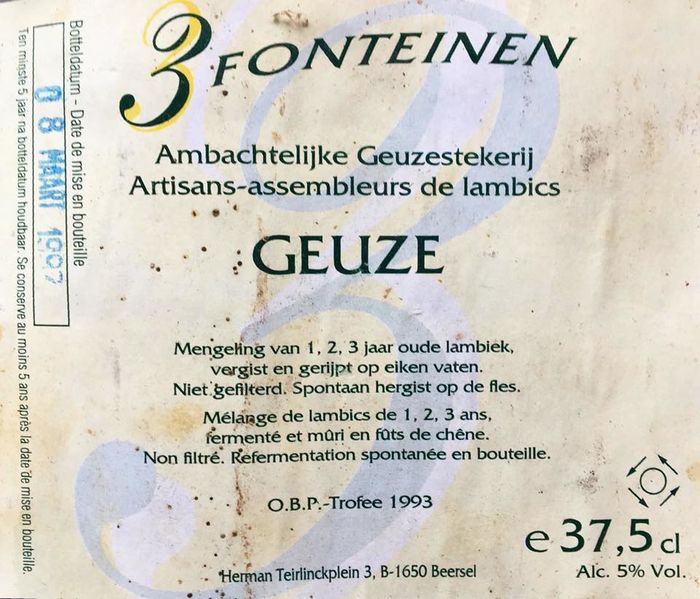 3 FONTEINEN
Ambachtelijke Geuzestekerij
Artisans-assembleurs de lambics
GEUZE
Mengeling van 1, 2, 3 jaar oude lambiek,
vergist en gerijpt op eiken vaten.
Niet gefilterd. Spontaan hergist op de fles.
Mélange de lambics de 1, 2, 3 ans,
fermenté et mûri en fûts de chêne.
Non filtré. Refermentation spontanée en bouteille.
O.B.P.-Trofee 1993
e 37,5 cl
Alc. 5% Vol.
Herman Teirlinckplein 3, B-1650 Beersel
Botteldatum - Date de mise en bouteille
08 MAART 1997
Ten minste 5 jaar na botteldatum houdbaar. Se conserve au moins 5 ans après la date de mise en bouteille.